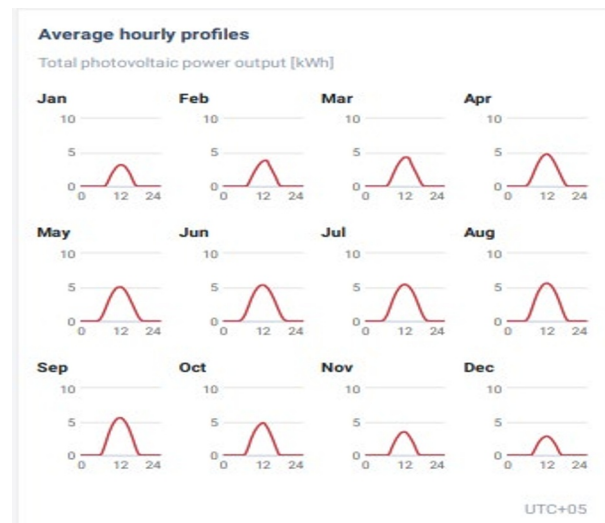 Average hourly profiles
Total photovoltaic power output [kWh]
Jan Feb Mar Apr
10 10 10 10
5 5 5 5
0 0 0 0
0 12 24 0 12 24 0 12 24 0 12 24
May Jun Jul Aug
10 10 10 10
5 5 5 5
0 0 0 0
0 12 24 0 12 24 0 12 24 0 12 24
Sep Oct Nov Dec
10 10 10 10
5 5 5 5
0 0 0 0
0 12 24 0 12 24 0 12 24 0 12 24
UTC+05